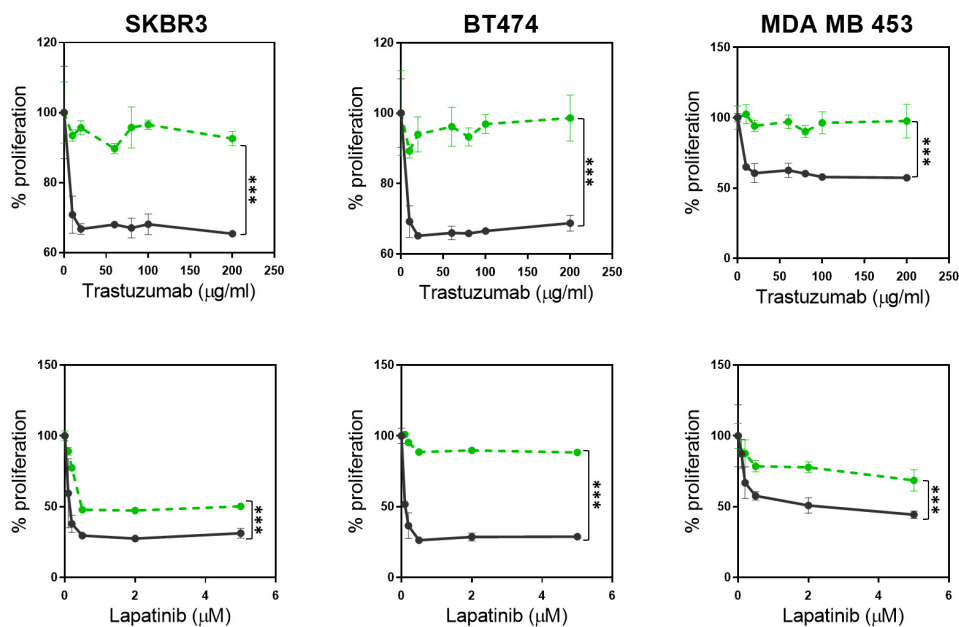 SKBR3
BT474
MDA MB 453
% proliferation
120
100
80
60
0 50 100 150 200 250
Trastuzumab (μg/ml)
***
% proliferation
120
100
80
60
0 50 100 150 200 250
Trastuzumab (μg/ml)
***
% proliferation
150
100
50
0
0 50 100 150 200 250
Trastuzumab (μg/ml)
***
% proliferation
150
100
50
0
0 2 4 6
Lapatinib (μM)
***
% proliferation
150
100
50
0
0 2 4 6
Lapatinib (μM)
***
% proliferation
150
100
50
0
0 2 4 6
Lapatinib (μM)
***